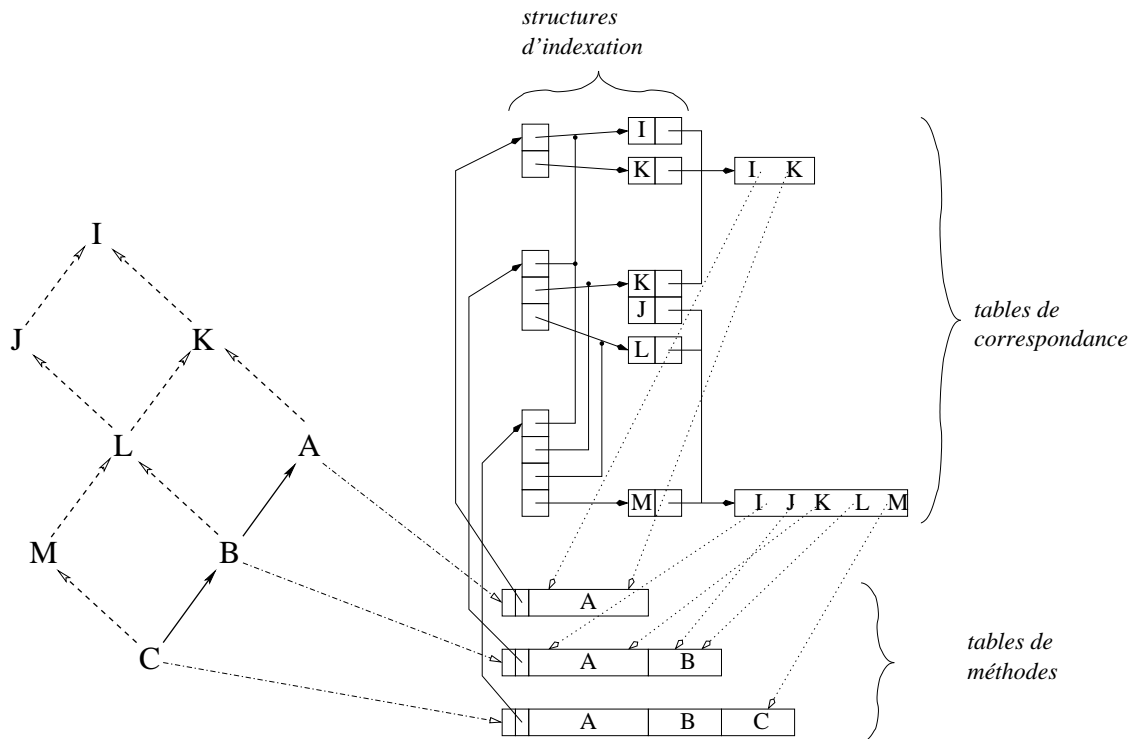 structures
d'indexation
I
K
I K
I
J
K
K
J
L
tables de
correspondance
L
A
M
I J K L M
M
B
A
C
A B
tables de
méthodes
A B C